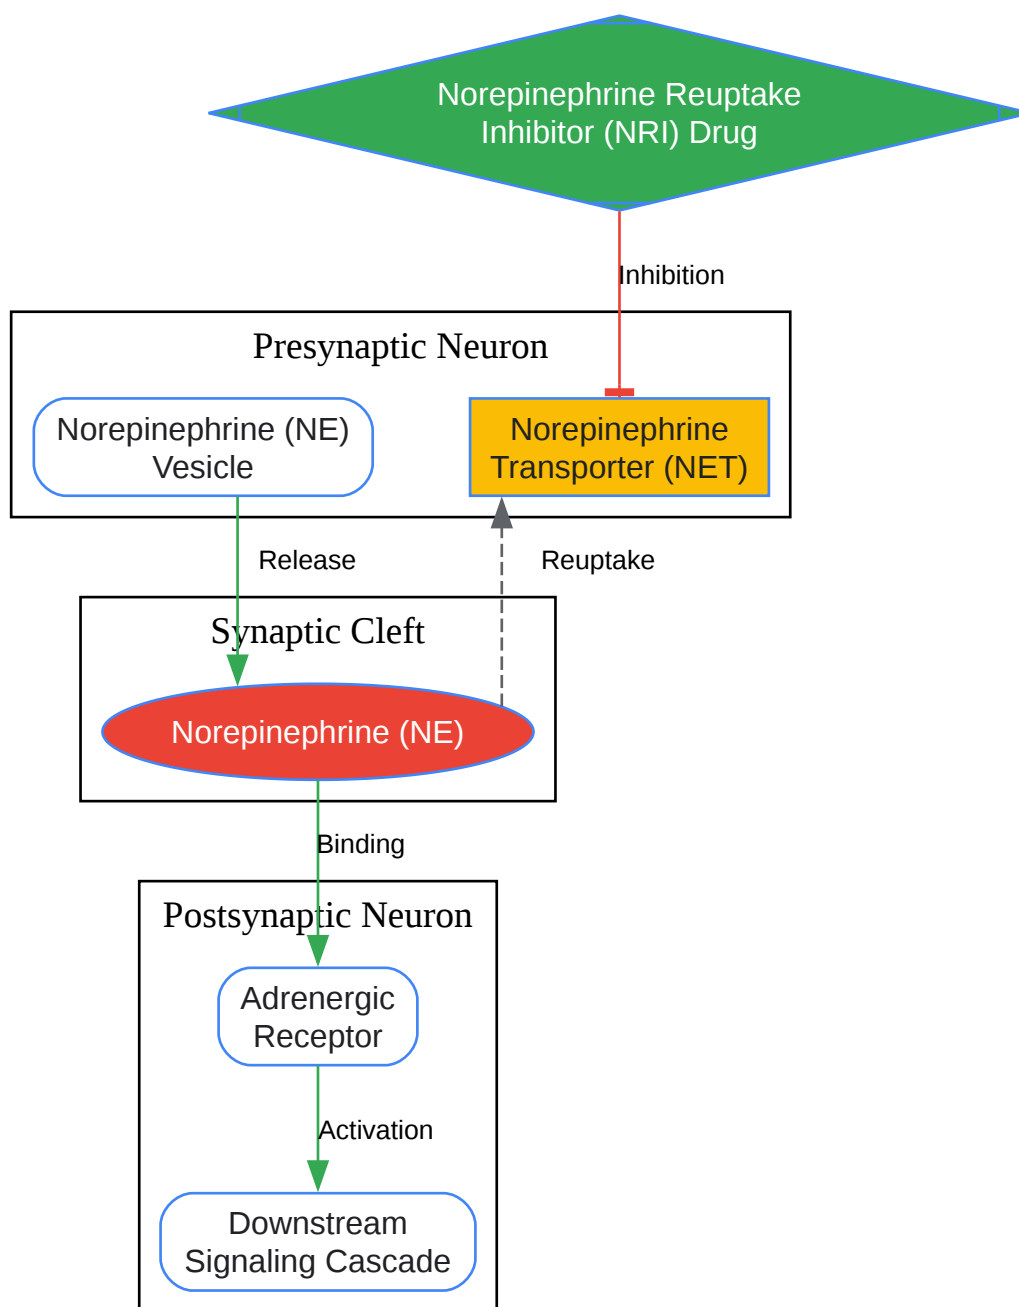 Norepinephrine Reuptake
Inhibitor (NRI) Drug
Inhibition
Presynaptic Neuron
Norepinephrine (NE)
Vesicle
Norepinephrine
Transporter (NET)
Release
Reuptake
Synaptic Cleft
Norepinephrine (NE)
Binding
Postsynaptic Neuron
Adrenergic
Receptor
Activation
Downstream
Signaling Cascade